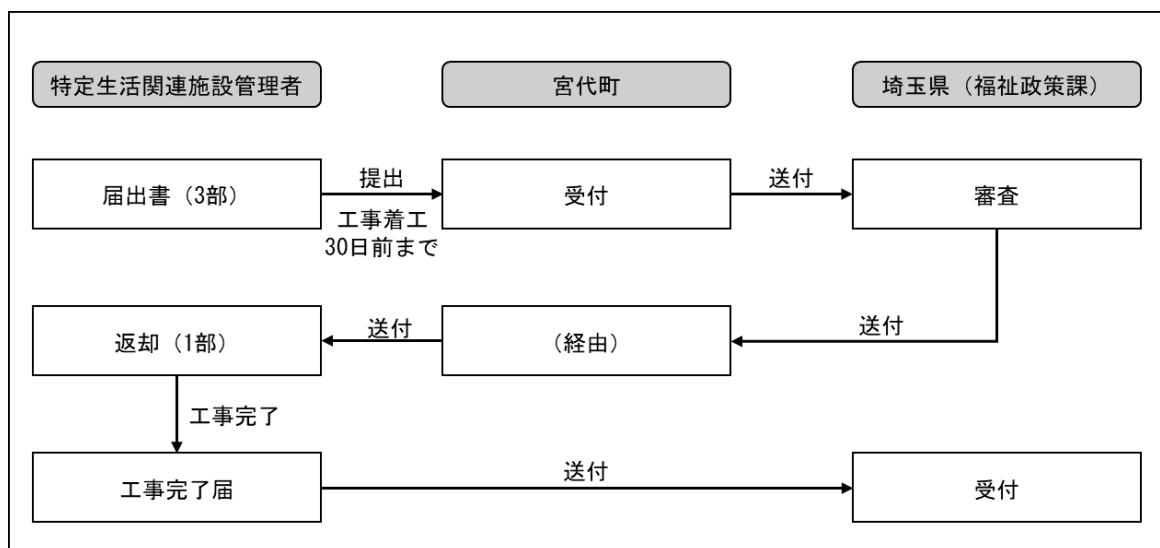 特定生活関連施設管理者
宮代町
埼玉県（福祉政策課）
届出書（3部）
提出
工事着工
30日前まで
受付
送付
審査
返却（1部）
送付
（経由）
送付
工事完了
工事完了届
送付
受付